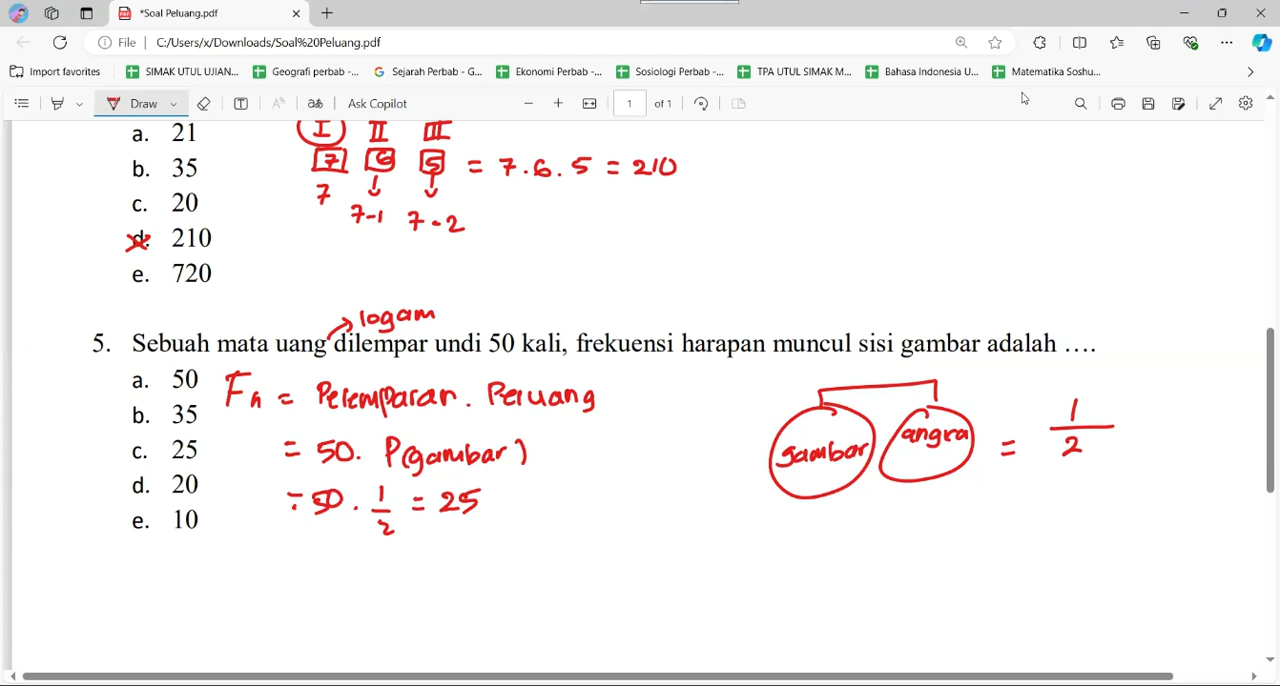 *Soal Peluang.pdf
File C:/Users/x/Downloads/Soal%20Peluang.pdf
Import favorites SIMAK UTUL UJIAN... Geografi perbab -... Sejarah Perbab - G... Ekonomi Perbab -... Sosiologi Perbab -... TPA UTUL SIMAK M... Bahasa Indonesia U... Matematika Soshu...
Draw Ask Copilot 1 of 1
a. 21
I II III
b. 35
7 6 5 = 7.6.5 = 210
7 7-1 7-2
c. 20
d. 210
e. 720
logam
5. Sebuah mata uang dilempar undi 50 kali, frekuensi harapan muncul sisi gambar adalah ….
a. 50
Fh = Pelemparan. Peluang
b. 35
c. 25
= 50. P(gambar)
gambar angka = 1/2
d. 20
= 50 . 1/2 = 25
e. 10